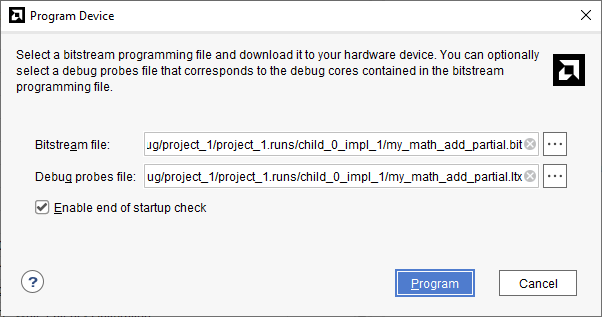 Program Device
Select a bitstream programming file and download it to your hardware device. You can optionally
select a debug probes file that corresponds to the debug cores contained in the bitstream
programming file.
Bitstream file: ug/project_1/project_1.runs/child_0_impl_1/my_math_add_partial.bit ...
Debug probes file: ug/project_1/project_1.runs/child_0_impl_1/my_math_add_partial.ltx ...
Enable end of startup check
? Program Cancel